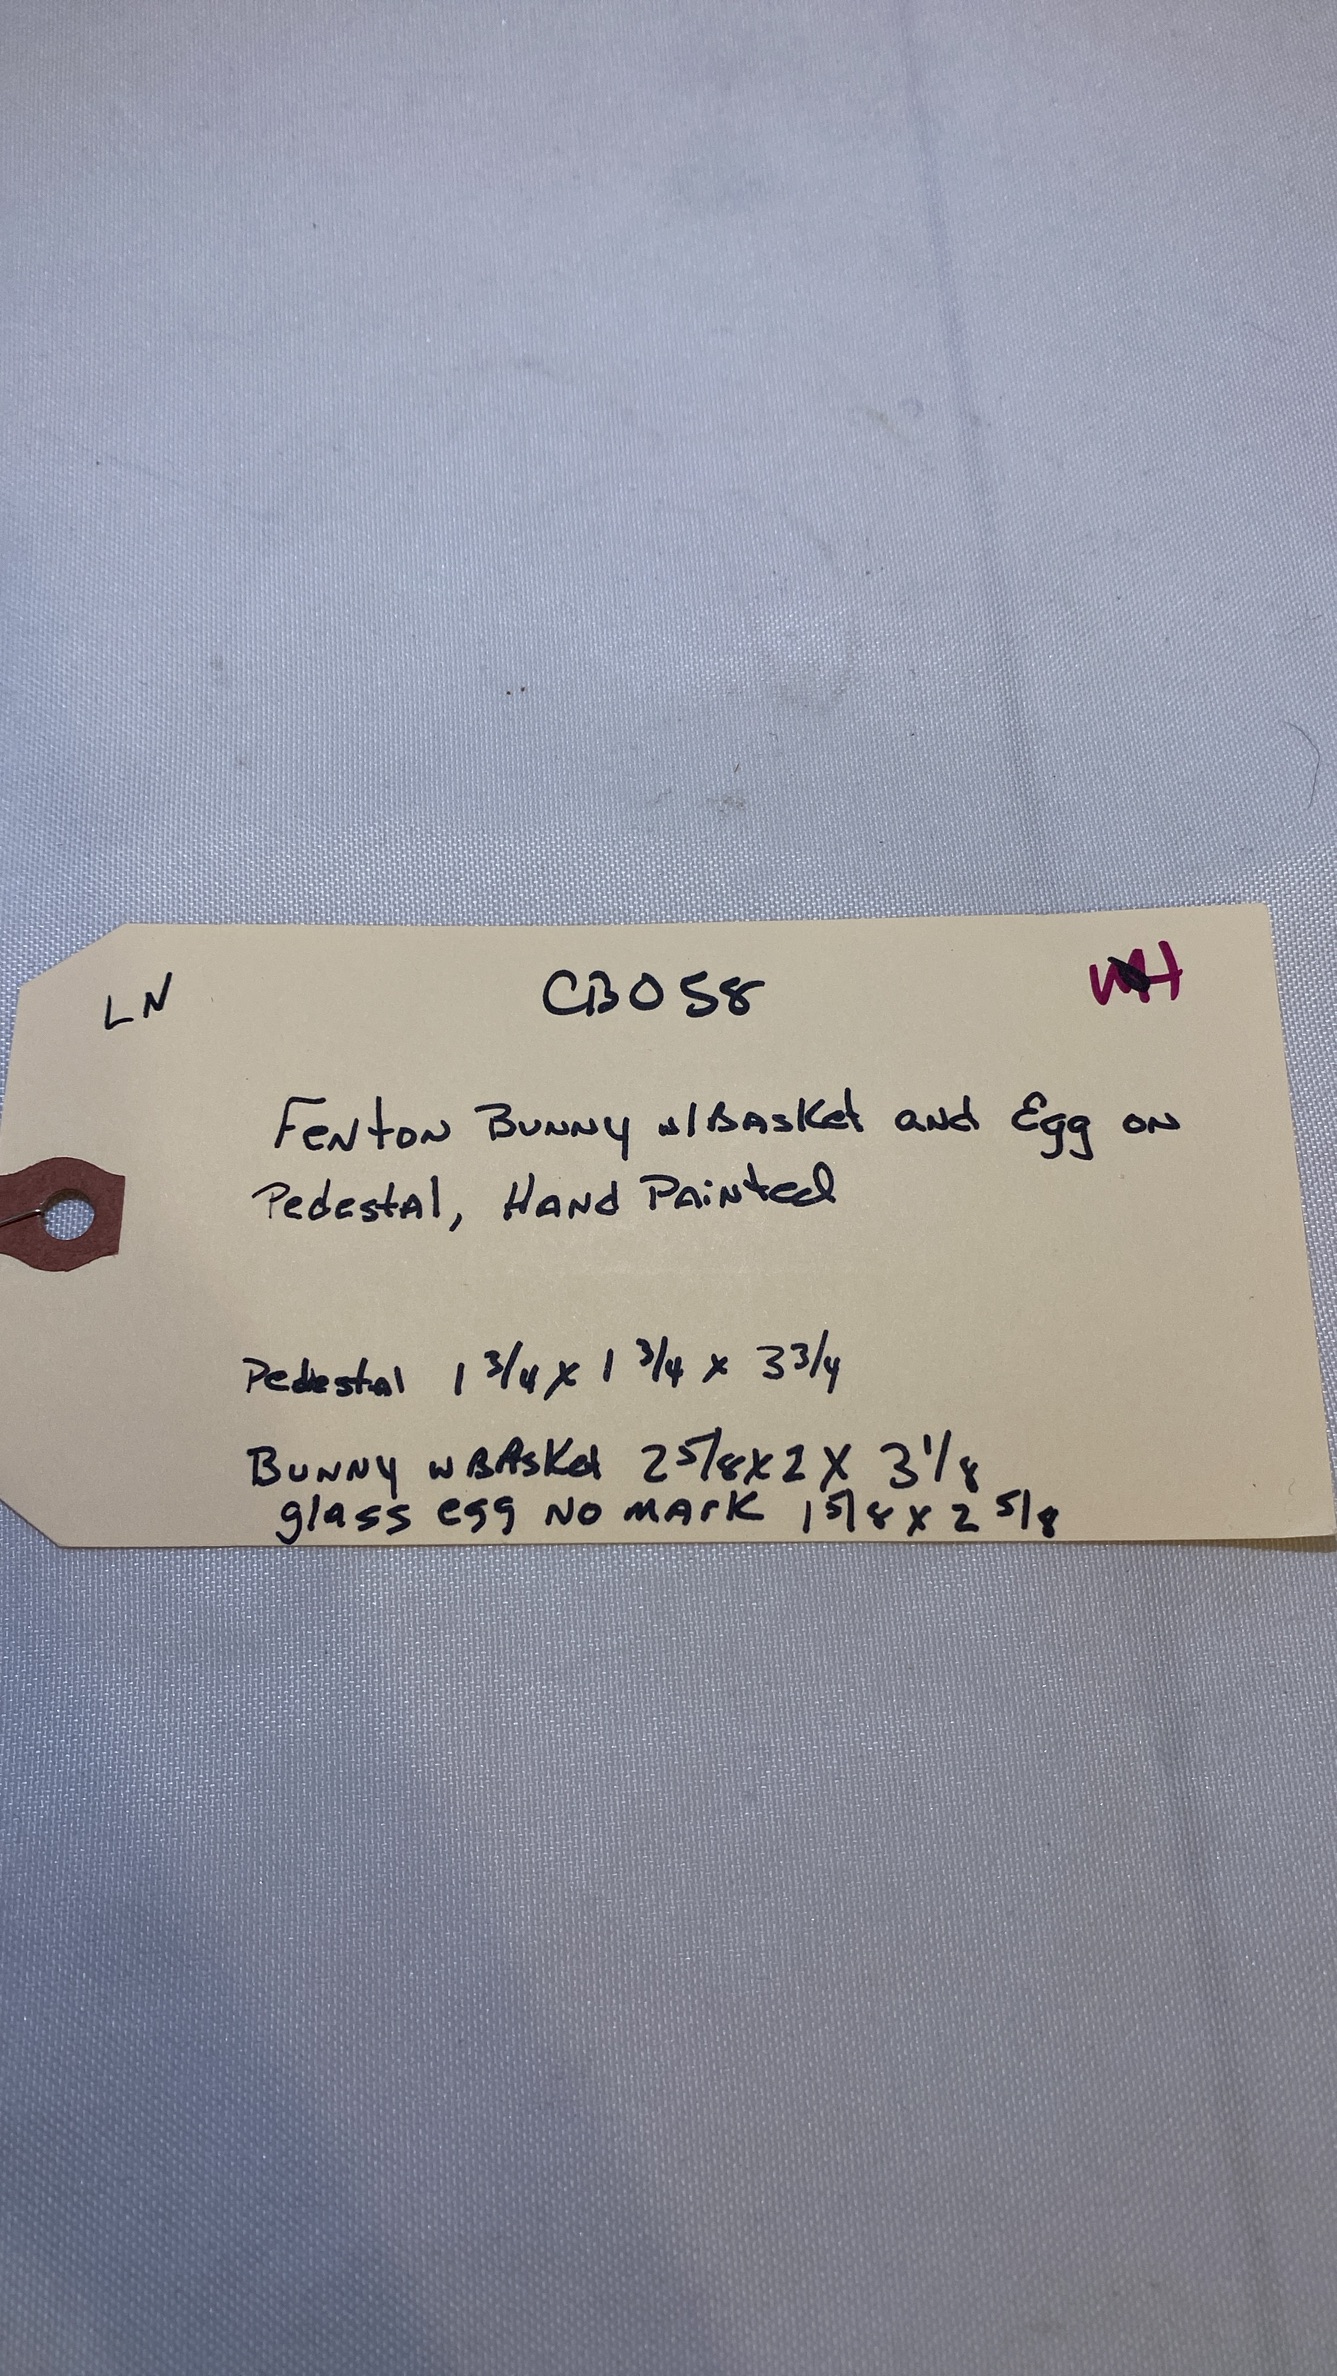 LN CB058
Fenton Bunny w/Basket and Egg on
Pedestal, Hand Painted
Pedestal 1 3/4 x 1 3/4 x 3 3/4
Bunny w Basket 2 5/8 x 2 x 3 1/8
glass egg no mark 1 5/8 x 2 5/8